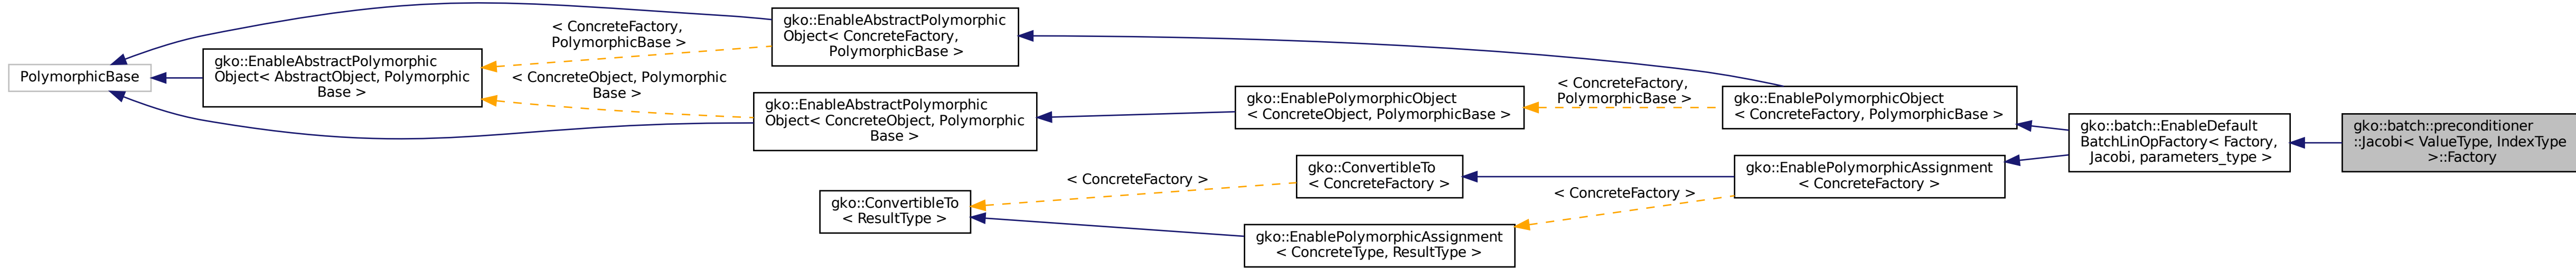 PolymorphicBase
gko::EnableAbstractPolymorphic
Object< AbstractObject, Polymorphic
Base >
< ConcreteFactory,
PolymorphicBase >
< ConcreteObject, Polymorphic
Base >
gko::EnableAbstractPolymorphic
Object< ConcreteFactory,
PolymorphicBase >
gko::EnableAbstractPolymorphic
Object< ConcreteObject, Polymorphic
Base >
gko::ConvertibleTo
< ResultType >
< ConcreteFactory >
gko::EnablePolymorphicObject
< ConcreteObject, PolymorphicBase >
gko::ConvertibleTo
< ConcreteFactory >
gko::EnablePolymorphicAssignment
< ConcreteType, ResultType >
< ConcreteFactory,
PolymorphicBase >
< ConcreteFactory >
gko::EnablePolymorphicObject
< ConcreteFactory, PolymorphicBase >
gko::EnablePolymorphicAssignment
< ConcreteFactory >
gko::batch::EnableDefault
BatchLinOpFactory< Factory,
Jacobi, parameters_type >
gko::batch::preconditioner
::Jacobi< ValueType, IndexType
>::Factory